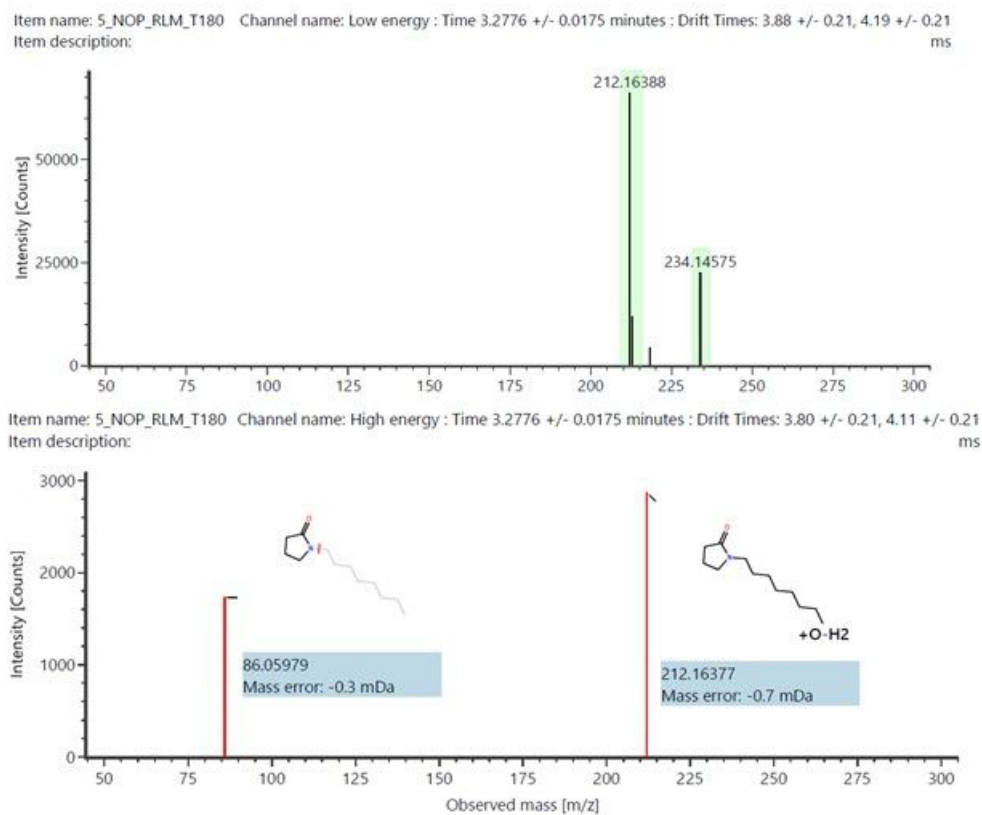 Item name: 5_NOP_RLM_T180 Channel name: Low energy : Time 3.2776 +/- 0.0175 minutes : Drift Times: 3.88 +/- 0.21, 4.19 +/- 0.21
Item description: ms
212.16388
50000
234.14575
25000
0
Intensity [Counts]
50 75 100 125 150 175 200 225 250 275 300
Item name: 5_NOP_RLM_T180 Channel name: High energy : Time 3.2776 +/- 0.0175 minutes : Drift Times: 3.80 +/- 0.21, 4.11 +/- 0.21
Item description: ms
3000
O
O
N
N
2000
+O-H2
86.05979
Mass error: -0.3 mDa
212.16377
Mass error: -0.7 mDa
1000
0
Intensity [Counts]
50 75 100 125 150 175 200 225 250 275 300
Observed mass [m/z]